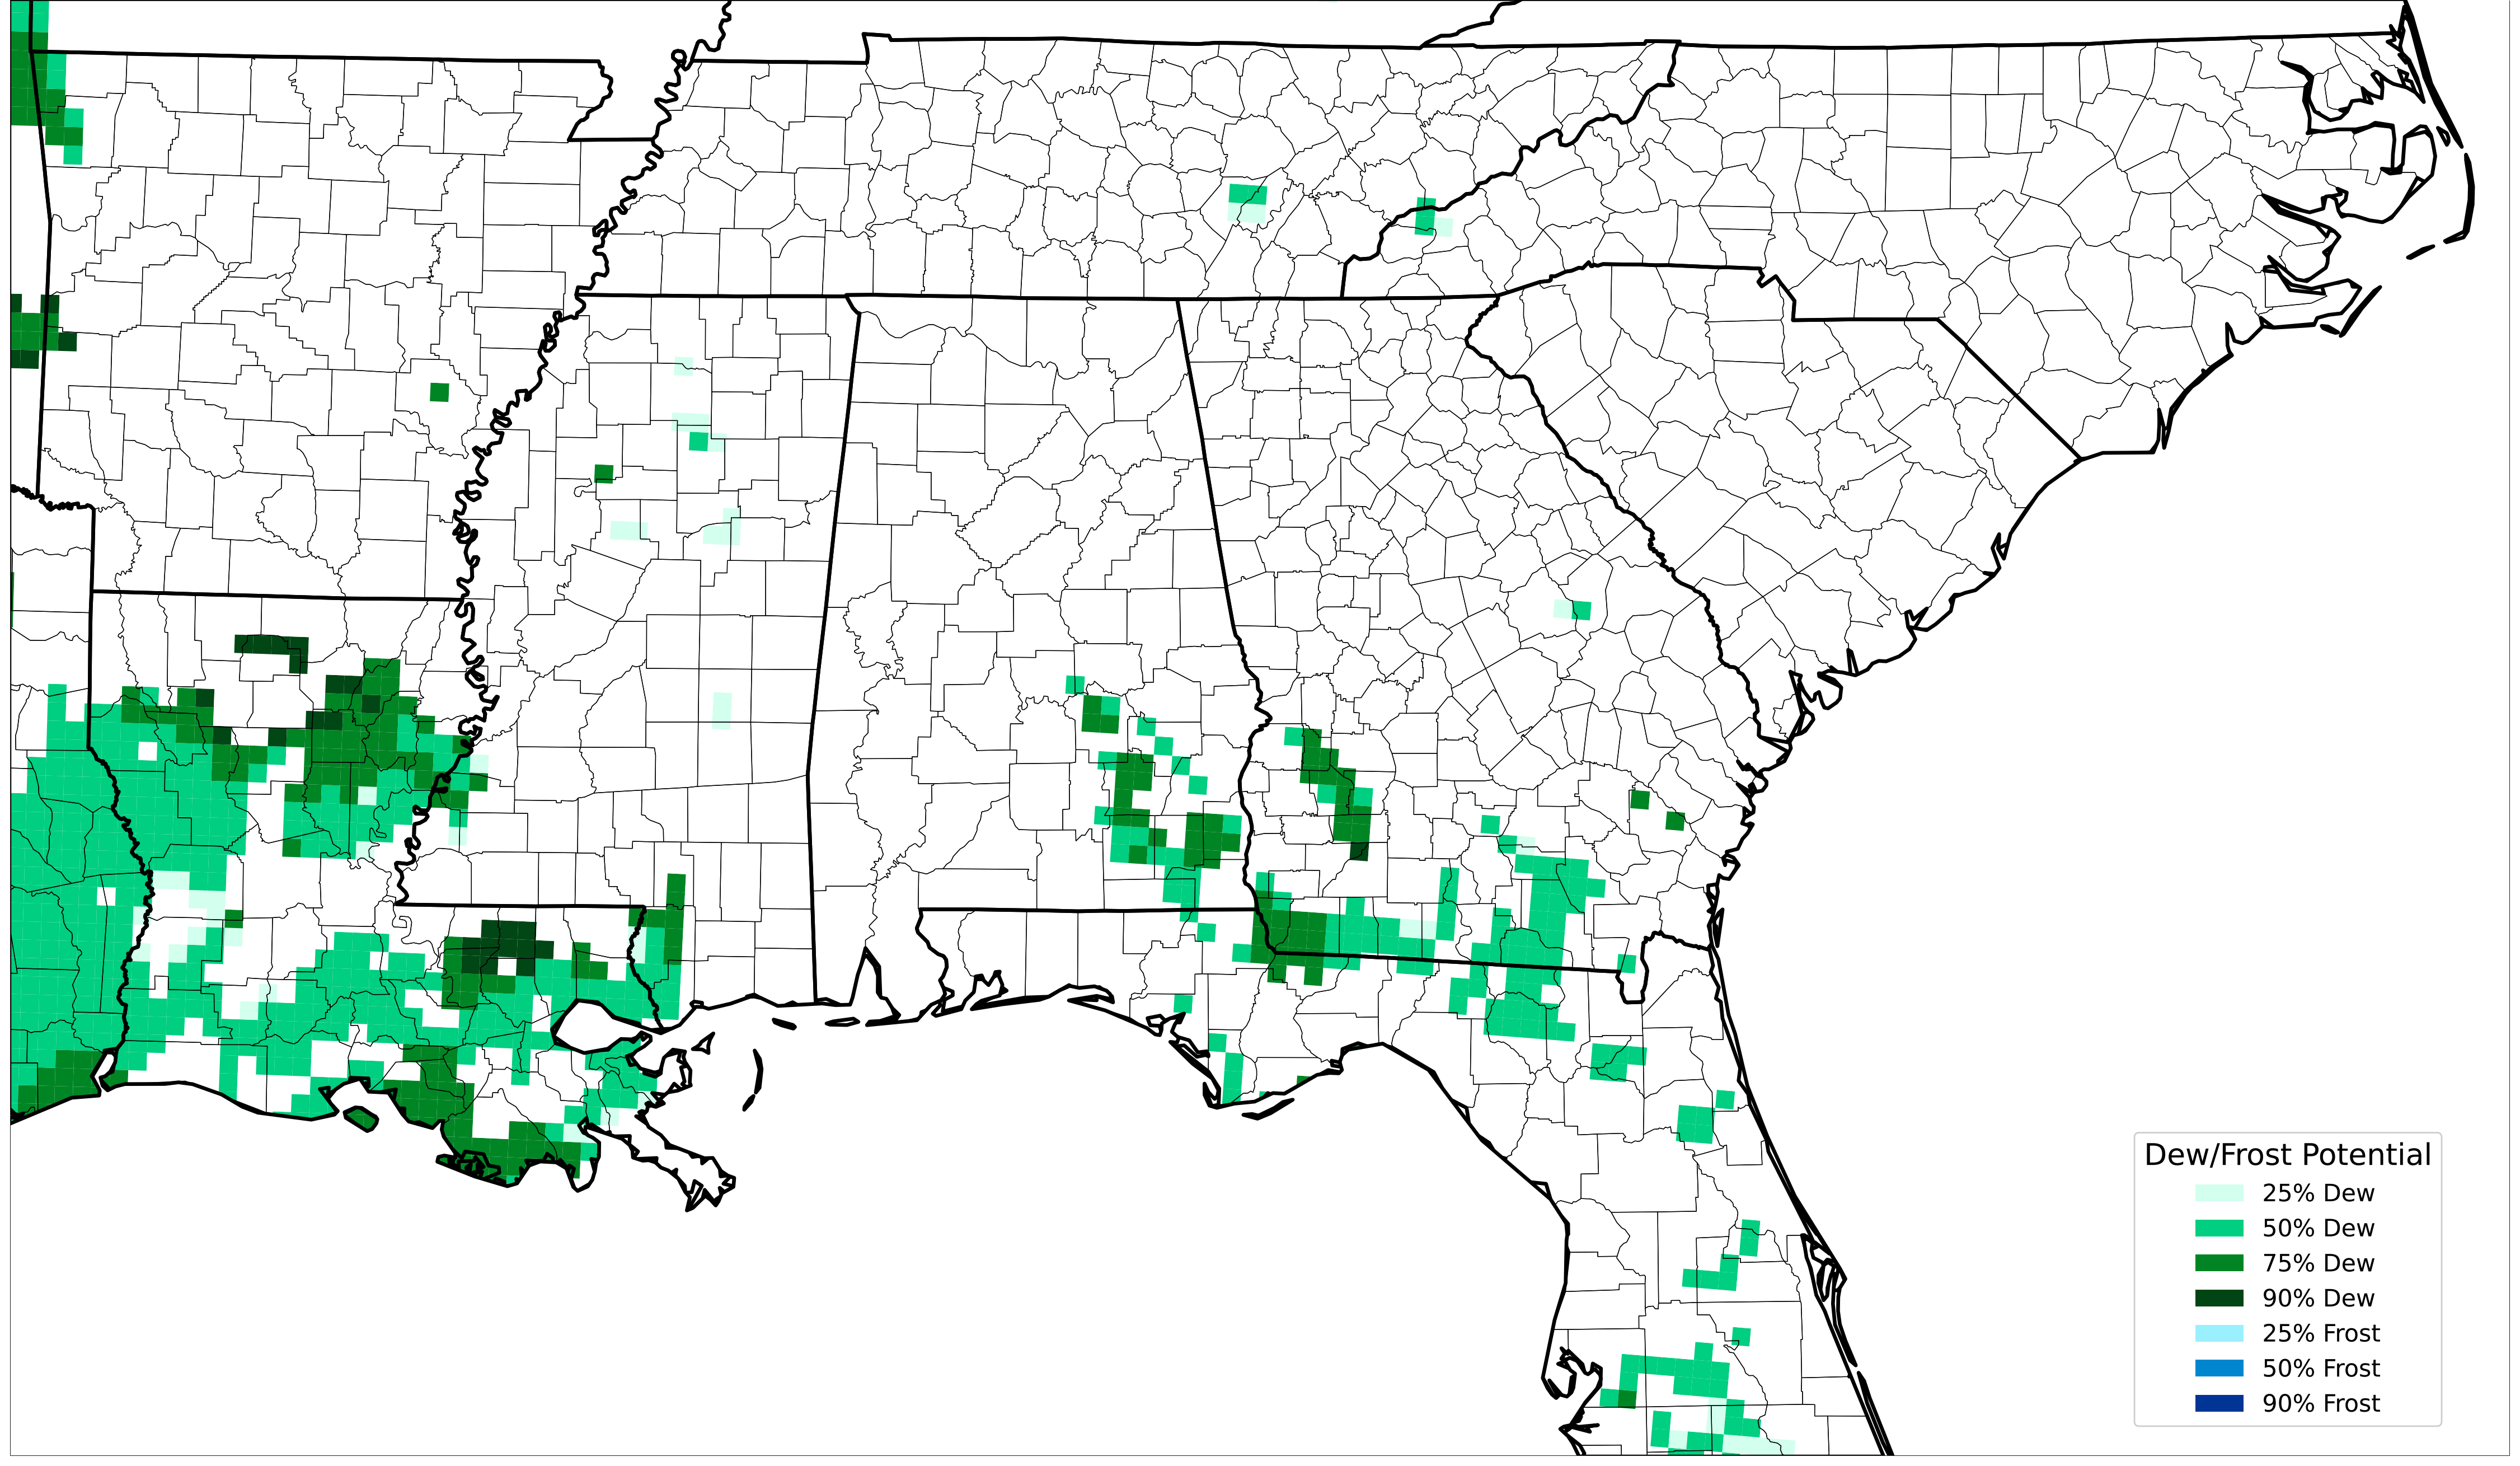 Dew/Frost Potential
25% Dew
50% Dew
75% Dew
90% Dew
25% Frost
50% Frost
90% Frost